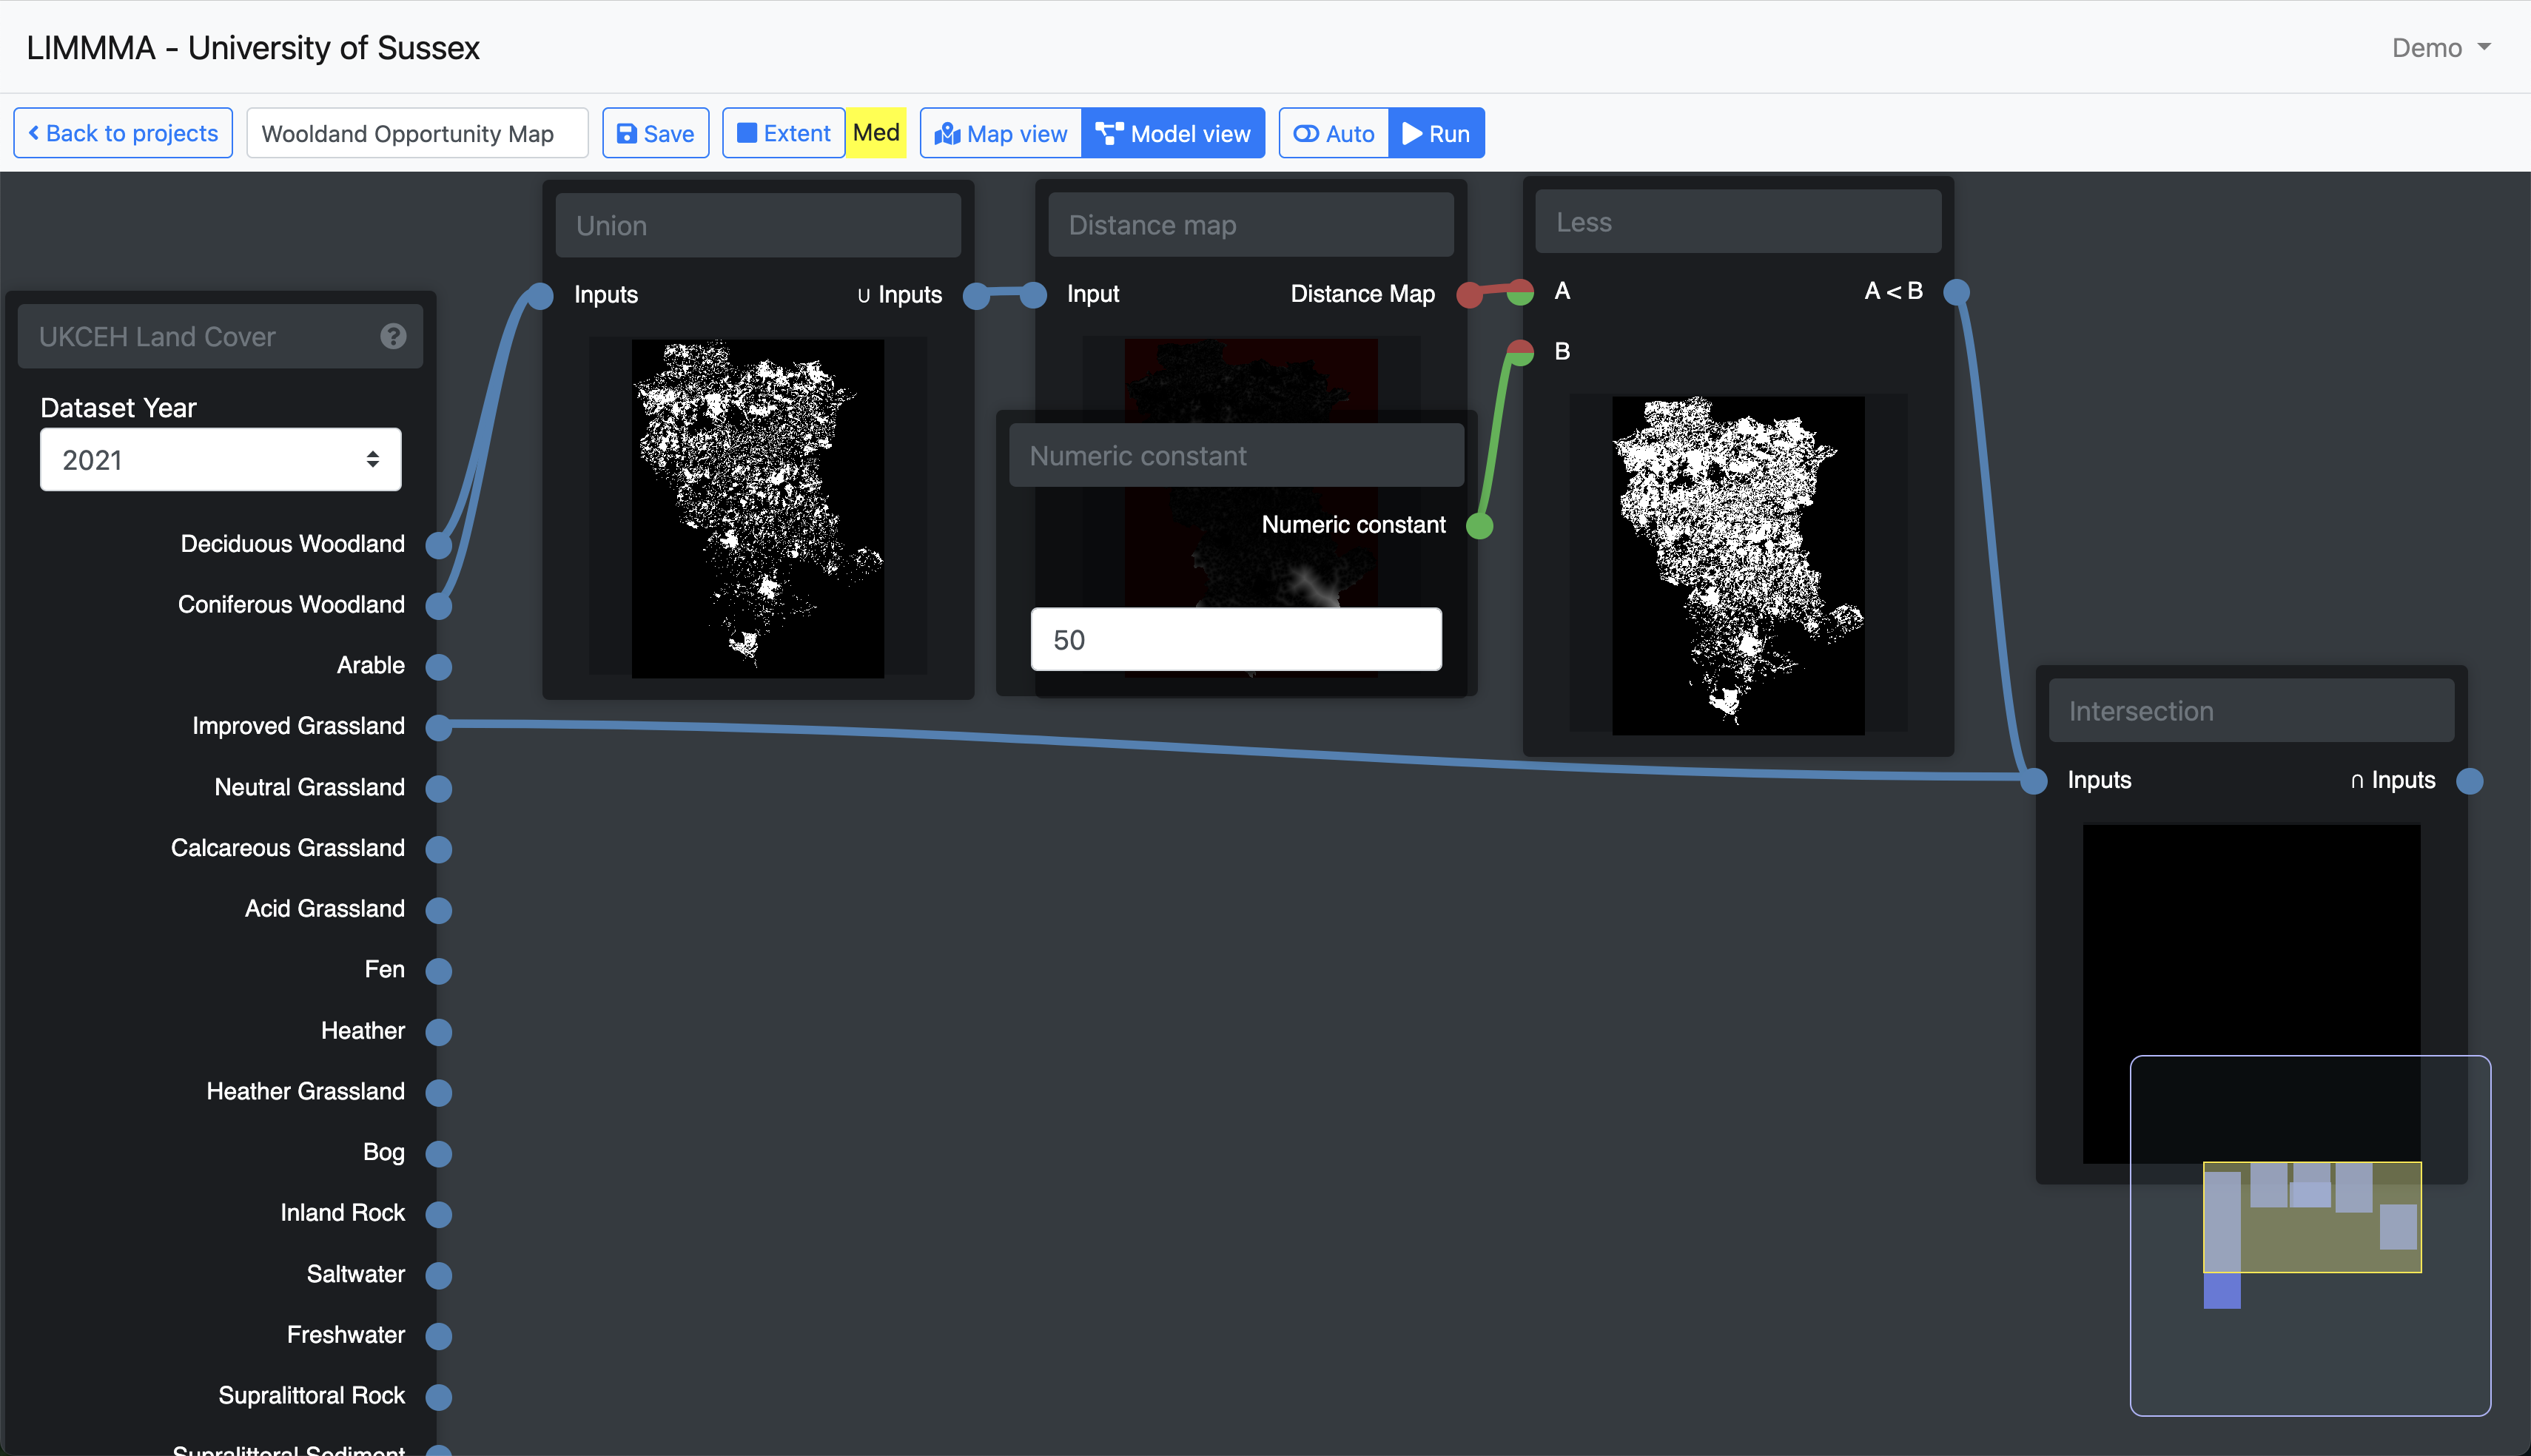 LIMMMA - University of Sussex
Demo
Back to projects
Wooldand Opportunity Map
Save
Extent
Med
Map view
Model view
Auto
Run
Union
Inputs
∪ Inputs
Distance map
Input
Distance Map
Less
A
A < B
B
UKCEH Land Cover
?
Dataset Year
2021
Numeric constant
Numeric constant
50
Deciduous Woodland
Coniferous Woodland
Arable
Improved Grassland
Neutral Grassland
Calcareous Grassland
Acid Grassland
Fen
Heather
Heather Grassland
Bog
Inland Rock
Saltwater
Freshwater
Supralittoral Rock
Supralittoral Sediment
Intersection
Inputs
∩ Inputs